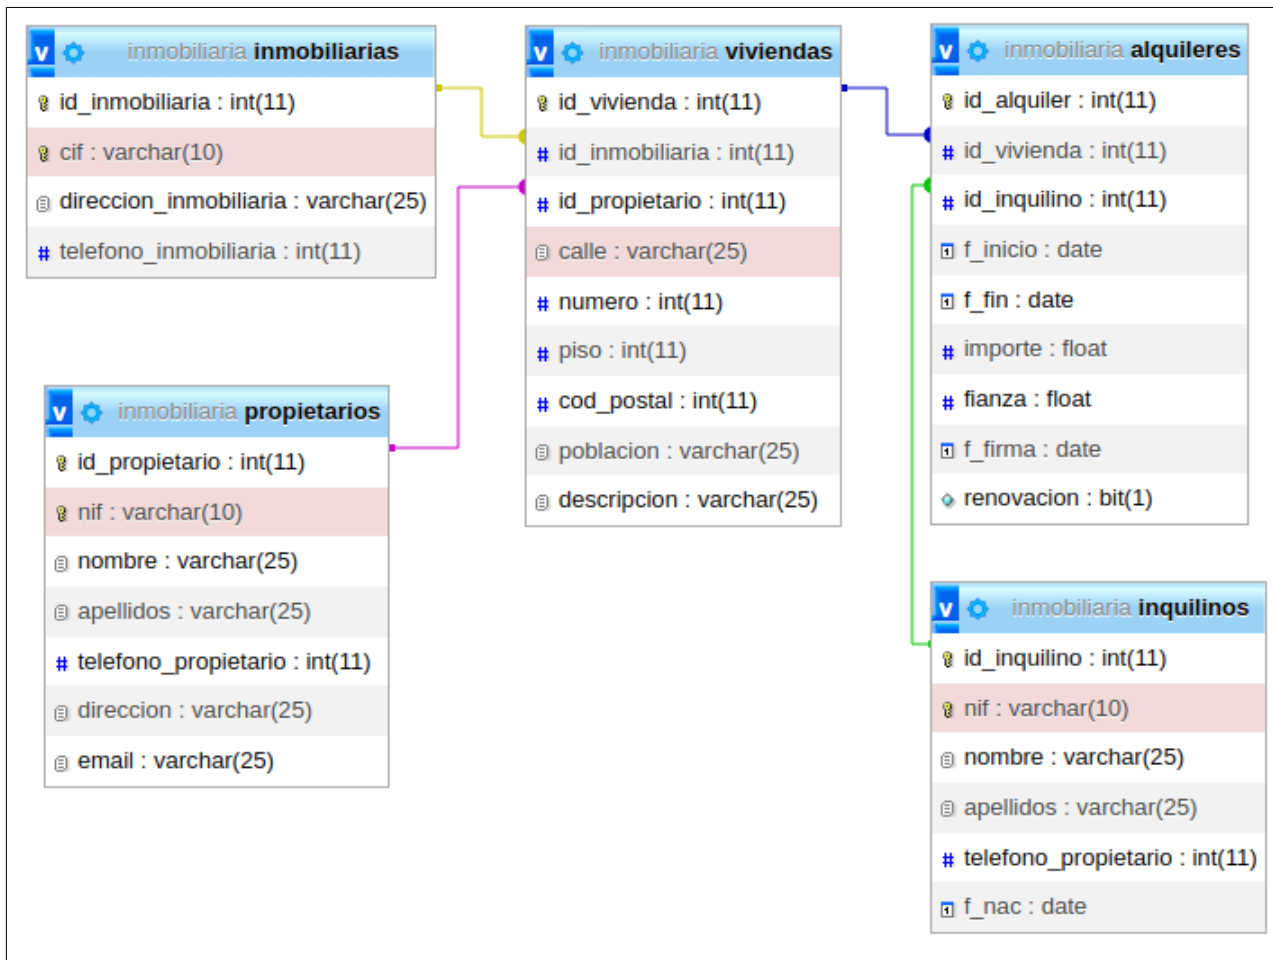 v inmobiliaria inmobiliarias
id_inmobiliaria : int(11)
cif : varchar(10)
direccion_inmobiliaria : varchar(25)
# telefono_inmobiliaria : int(11)
v inmobiliaria propietarios
id_propietario : int(11)
nif : varchar(10)
nombre : varchar(25)
apellidos : varchar(25)
# telefono_propietario : int(11)
direccion : varchar(25)
email : varchar(25)
v inmobiliaria viviendas
id_vivienda : int(11)
# id_inmobiliaria : int(11)
# id_propietario : int(11)
calle : varchar(25)
# numero : int(11)
# piso : int(11)
# cod_postal : int(11)
poblacion : varchar(25)
descripcion : varchar(25)
v inmobiliaria alquileres
id_alquiler : int(11)
# id_vivienda : int(11)
# id_inquilino : int(11)
f_inicio : date
f_fin : date
# importe : float
# fianza : float
f_firma : date
renovacion : bit(1)
v inmobiliaria inquilinos
id_inquilino : int(11)
nif : varchar(10)
nombre : varchar(25)
apellidos : varchar(25)
# telefono_propietario : int(11)
f_nac : date